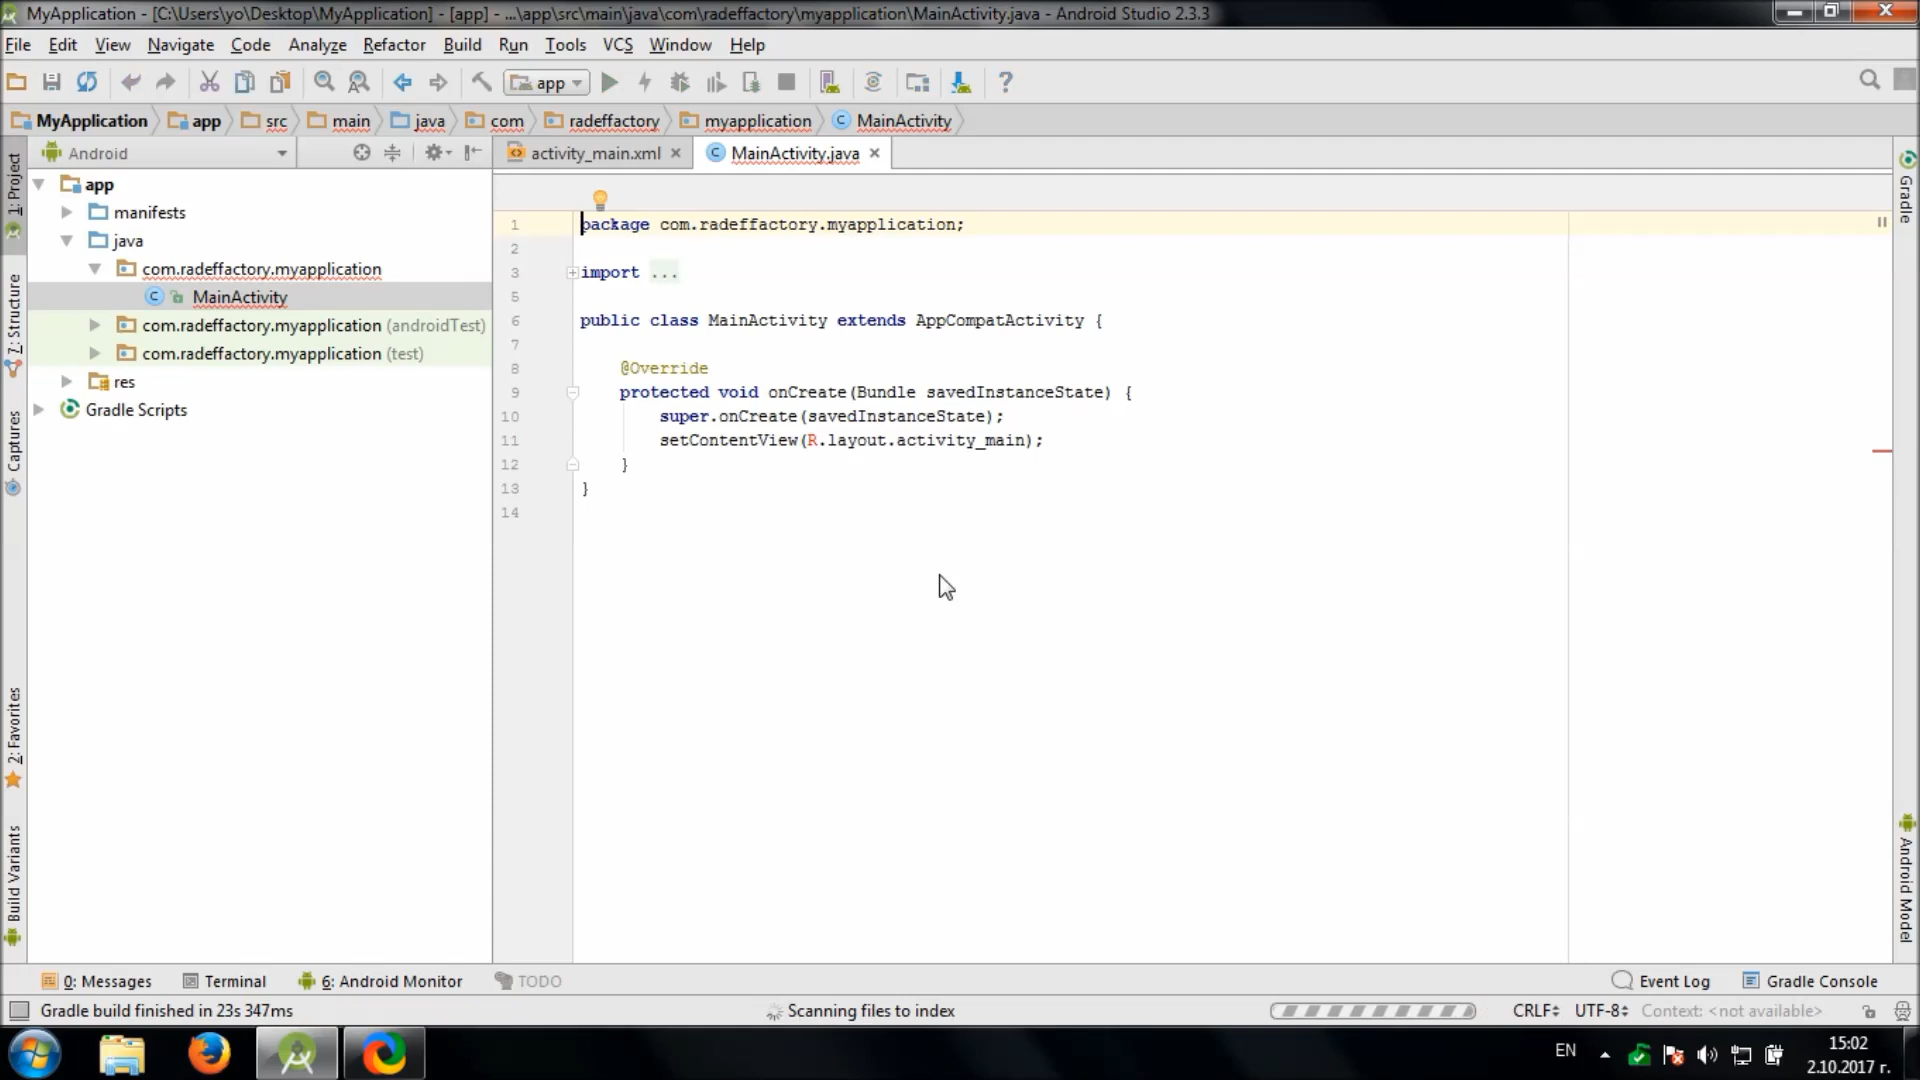 MyApplication - [C:\Users\yo\Desktop\MyApplication] - [app] - ...\app\src\main\java\com\radeffactory\myapplication\MainActivity.java - Android Studio 2.3.3
File Edit View Navigate Code Analyze Refactor Build Run Tools VCS Window Help
app
MyApplication app src main java com radeffactory myapplication MainActivity
Android
activity_main.xml
MainActivity.java
1: Project
7: Structure
Captures
2: Favorites
Build Variants
app
manifests
java
com.radeffactory.myapplication
MainActivity
com.radeffactory.myapplication (androidTest)
com.radeffactory.myapplication (test)
res
Gradle Scripts
1 package com.radeffactory.myapplication;
2
3 import ...
5
6 public class MainActivity extends AppCompatActivity {
7
8 @Override
9 protected void onCreate(Bundle savedInstanceState) {
10 super.onCreate(savedInstanceState);
11 setContentView(R.layout.activity_main);
12 }
13 }
14
Gradle
Android Model
0: Messages Terminal 6: Android Monitor TODO Event Log Gradle Console
Gradle build finished in 23s 347ms Scanning files to index CRLF UTF-8 Context: <not available>
EN
15:02
2.10.2017 г.